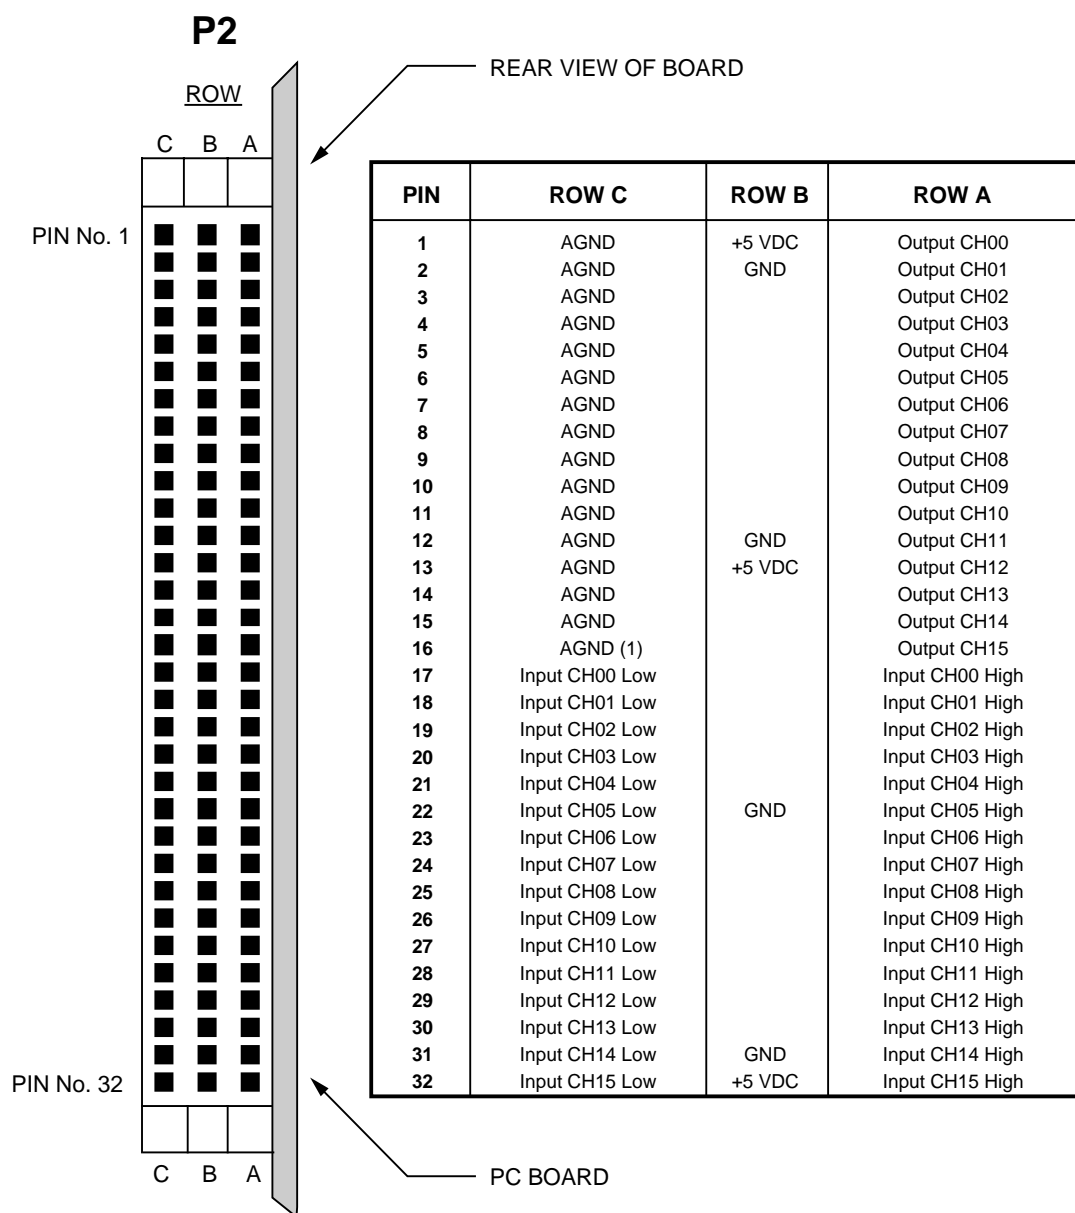 P2
REAR VIEW OF BOARD
ROW
C B A
PIN ROW C ROW B ROW A
PIN No. 1
1 AGND +5 VDC Output CH00
2 AGND GND Output CH01
3 AGND Output CH02
4 AGND Output CH03
5 AGND Output CH04
6 AGND Output CH05
7 AGND Output CH06
8 AGND Output CH07
9 AGND Output CH08
10 AGND Output CH09
11 AGND Output CH10
12 AGND GND Output CH11
13 AGND +5 VDC Output CH12
14 AGND Output CH13
15 AGND Output CH14
16 AGND (1) Output CH15
17 Input CH00 Low Input CH00 High
18 Input CH01 Low Input CH01 High
19 Input CH02 Low Input CH02 High
20 Input CH03 Low Input CH03 High
21 Input CH04 Low Input CH04 High
22 Input CH05 Low GND Input CH05 High
23 Input CH06 Low Input CH06 High
24 Input CH07 Low Input CH07 High
25 Input CH08 Low Input CH08 High
26 Input CH09 Low Input CH09 High
27 Input CH10 Low Input CH10 High
28 Input CH11 Low Input CH11 High
29 Input CH12 Low Input CH12 High
30 Input CH13 Low Input CH13 High
31 Input CH14 Low GND Input CH14 High
32 Input CH15 Low +5 VDC Input CH15 High
PIN No. 32
C B A
PC BOARD